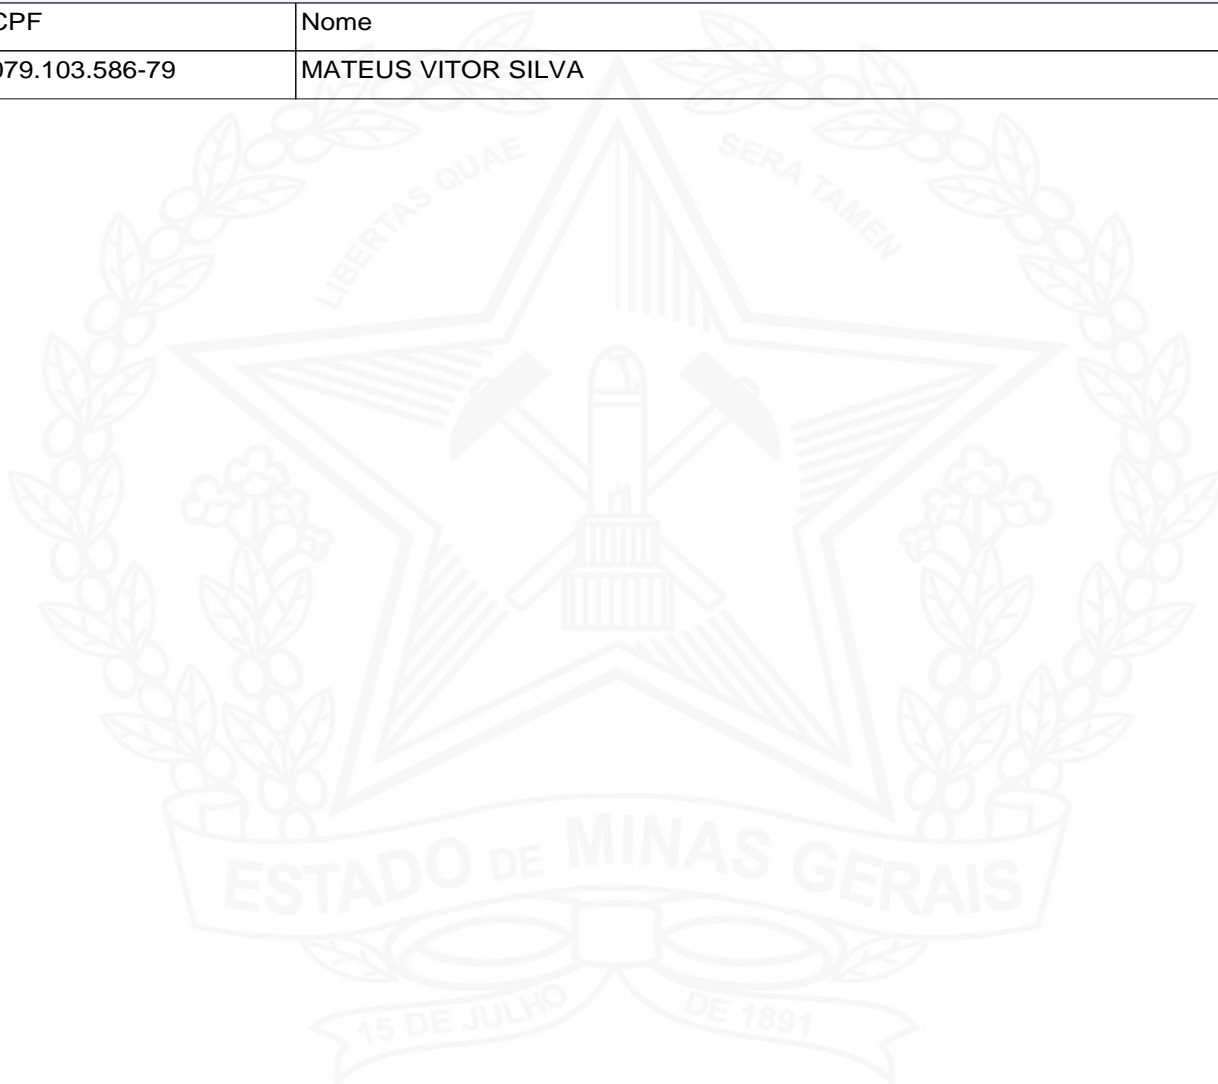 CPF Nome
079.103.586-79 MATEUS VITOR SILVA
LIBERTAS QUAE SERA TAMEN
ESTADO DE MINAS GERAIS
15 DE JULHO DE 1891